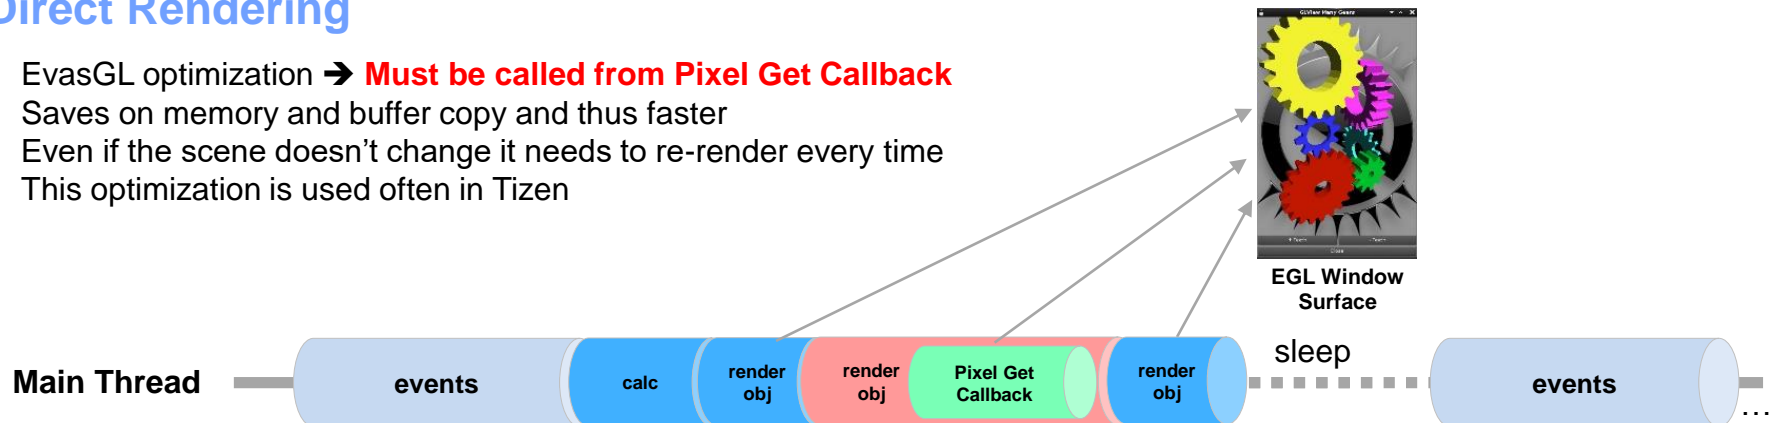 Direct Rendering
EvasGL optimization ➔ Must be called from Pixel Get Callback
Saves on memory and buffer copy and thus faster
Even if the scene doesn't change it needs to re-render every time
This optimization is used often in Tizen
EGL Window
Surface
Main Thread
events
calc
render
obj
render
obj
Pixel Get
Callback
render
obj
sleep
events
…